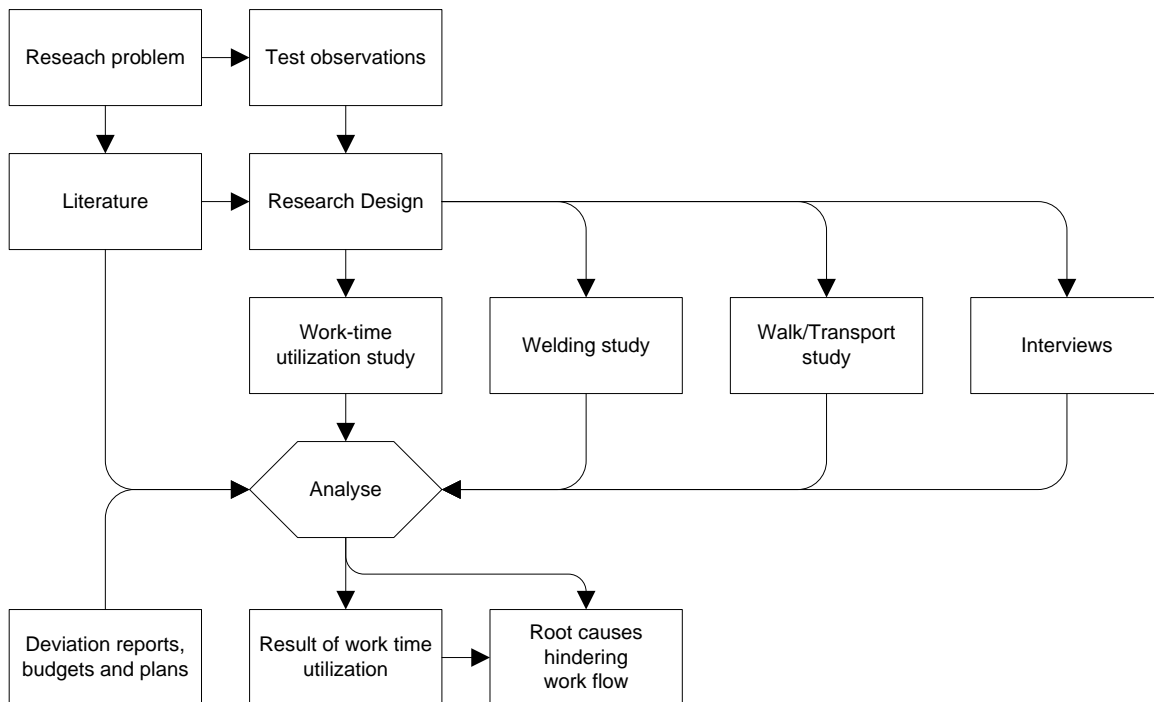 Reseach problem
Test observations
Literature
Research Design
Work-time
utilization study
Welding study
Walk/Transport
study
Interviews
Analyse
Deviation reports,
budgets and plans
Result of work time
utilization
Root causes
hindering
work flow